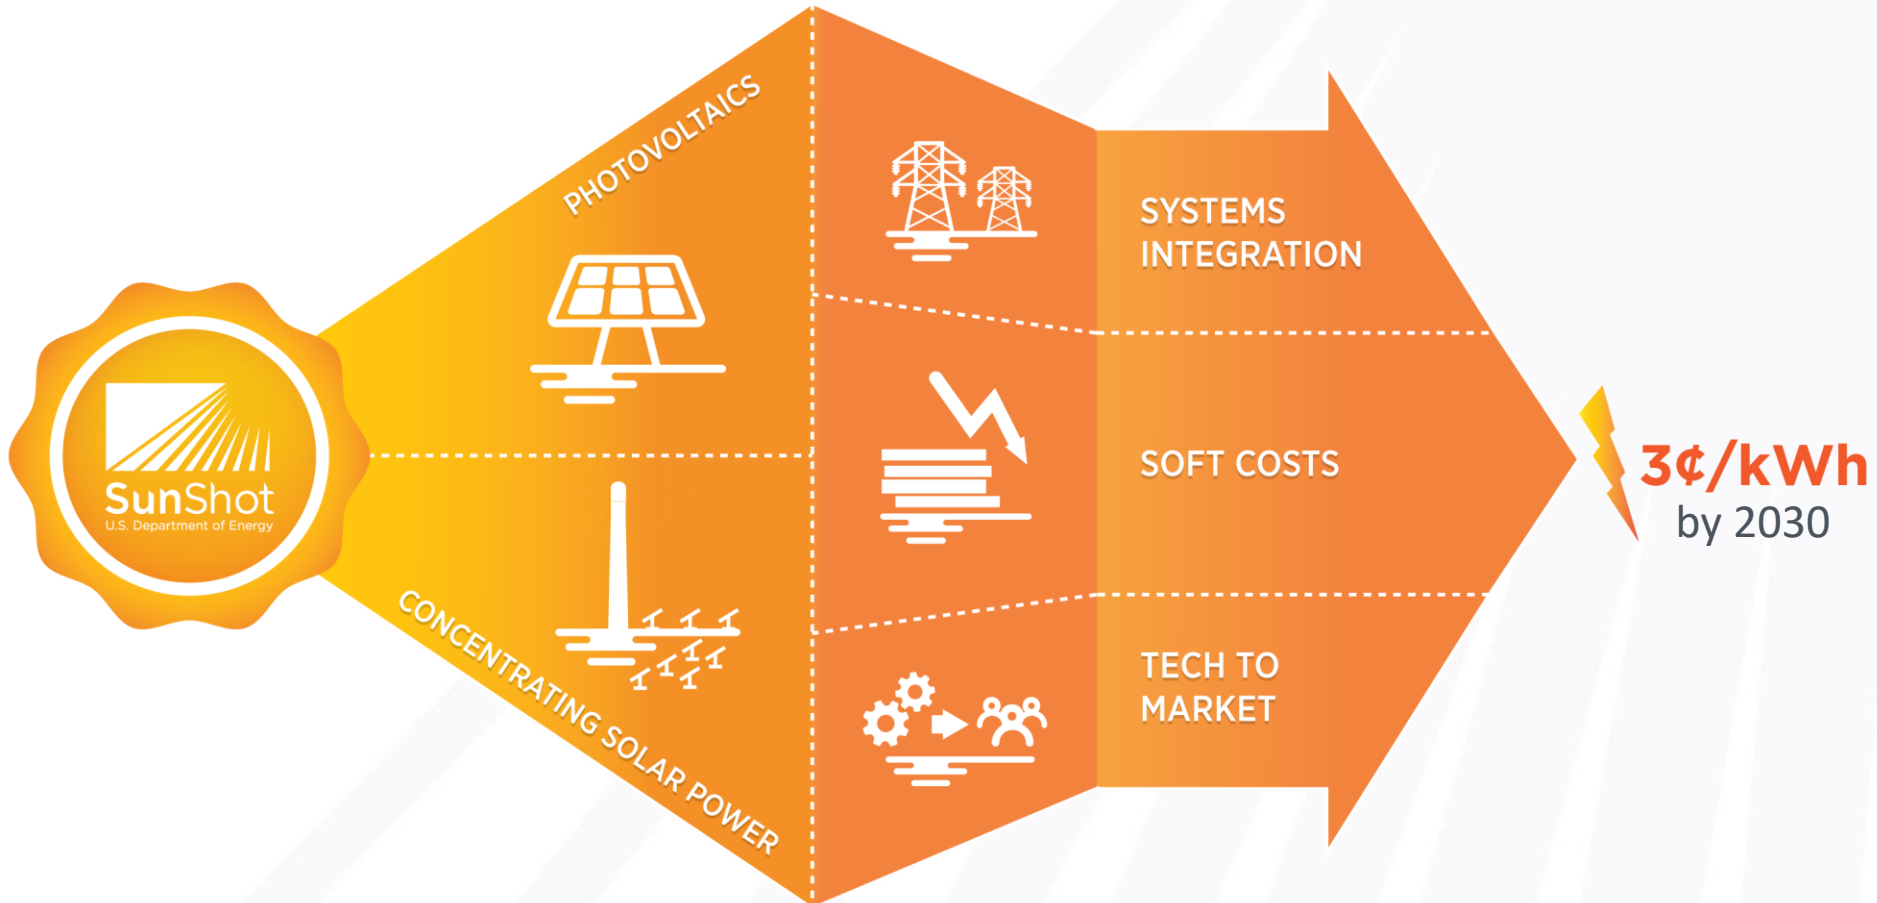 SunShot
U.S. Department of Energy
PHOTOVOLTAICS
CONCENTRATING SOLAR POWER
SYSTEMS
INTEGRATION
SOFT COSTS
TECH TO
MARKET
3¢/kWh
by 2030